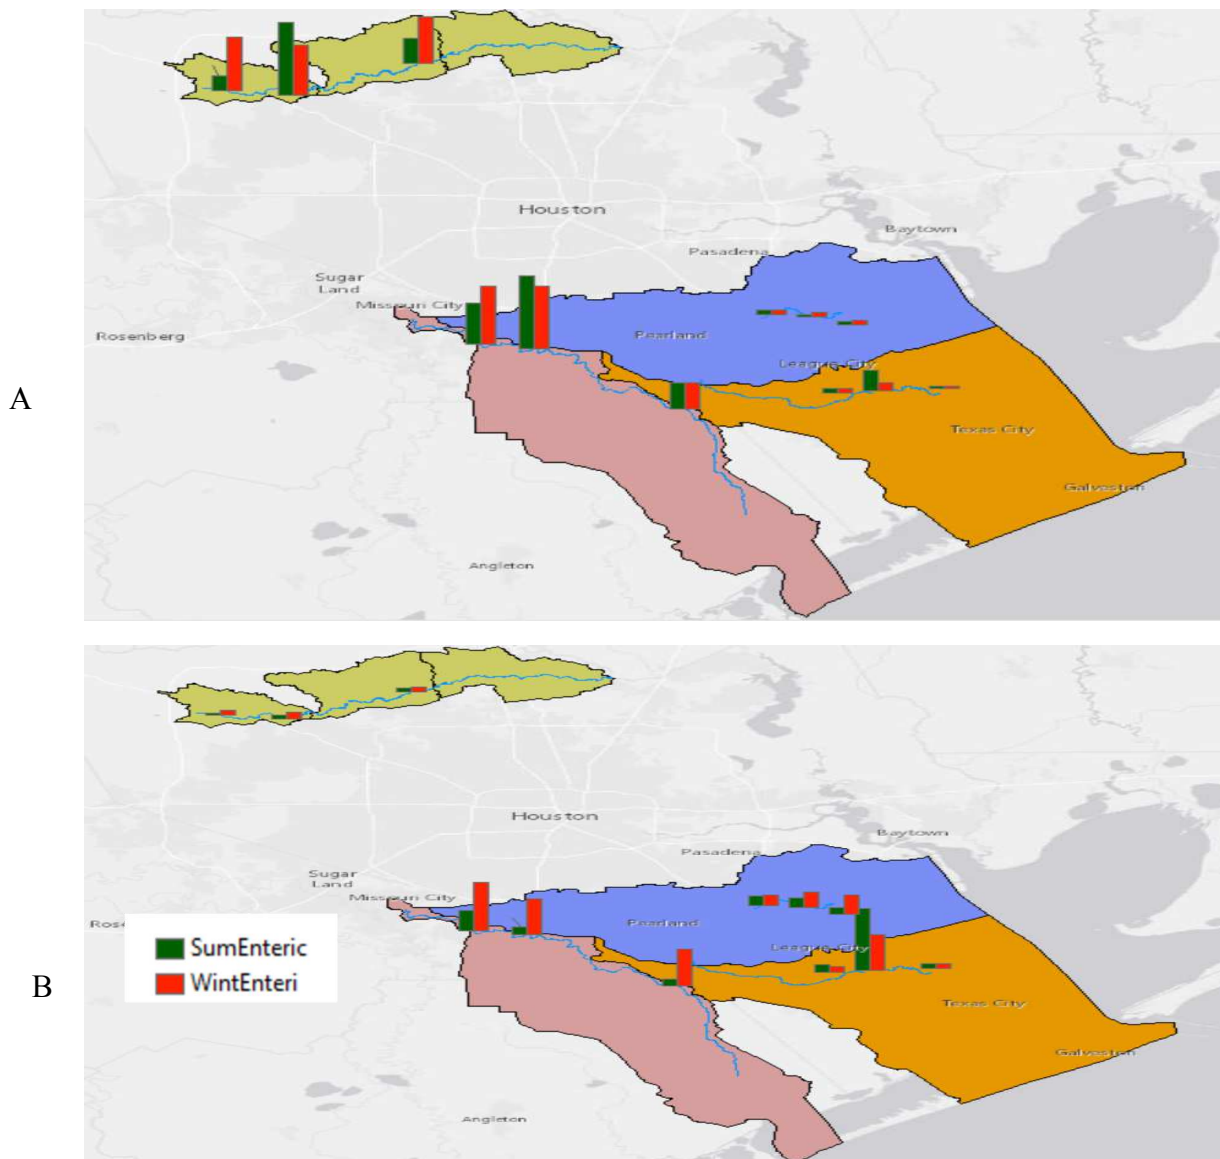 Houston
Baytown
Pasadena
Sugar
Land
Missouri City
Rosenberg
Pearland
League City
A
Texas City
Galveston
Angleton
Houston
Baytown
Pasadena
Sugar
Land
Missouri City
Rose
Pearland
SumEnteric
League City
WintEnteri
B
Texas City
Galveston
Angleton